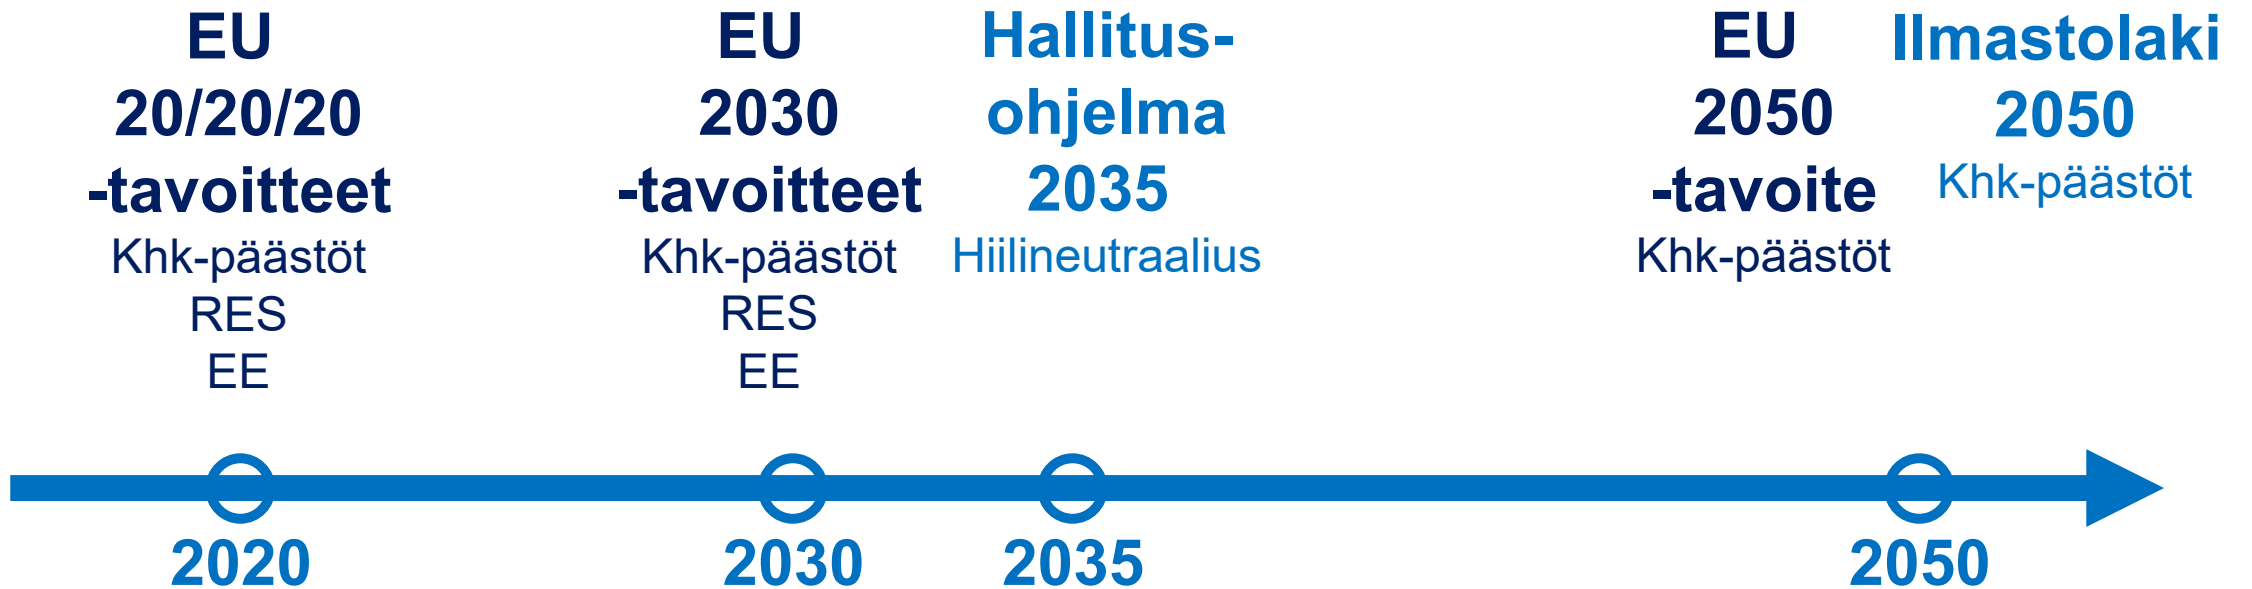 EU
20/20/20
-tavoitteet
Khk-päästöt
RES
EE
EU
2030
-tavoitteet
Khk-päästöt
RES
EE
Hallitus-
ohjelma
2035
Hiilineutraalius
EU
2050
-tavoite
Khk-päästöt
Ilmastolaki
2050
Khk-päästöt
2020
2030
2035
2050